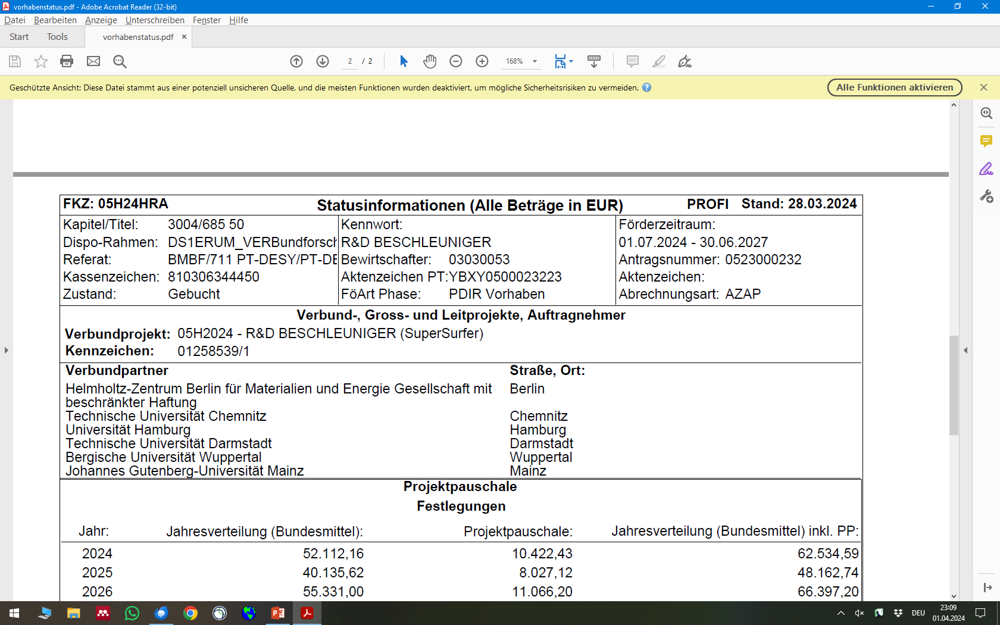 vorhabenstatus.pdf - Adobe Acrobat Reader (32-bit)
Datei Bearbeiten Anzeige Unterschreiben Fenster Hilfe
Start Tools vorhabenstatus.pdf ×
2 / 2 168%
Geschützte Ansicht: Diese Datei stammt aus einer potenziell unsicheren Quelle, und die meisten Funktionen wurden deaktiviert, um mögliche Sicherheitsrisiken zu vermeiden. Alle Funktionen aktivieren
FKZ: 05H24HRA Statusinformationen (Alle Beträge in EUR) PROFI Stand: 28.03.2024
Kapitel/Titel: 3004/685 50 Kennwort: Förderzeitraum:
Dispo-Rahmen: DS1ERUM_VERBundforsch R&D BESCHLEUNIGER 01.07.2024 - 30.06.2027
Referat: BMBF/711 PT-DESY/PT-DE Bewirtschafter: 03030053 Antragsnummer: 0523000232
Kassenzeichen: 810306344450 Aktenzeichen PT: YBXY0500023223 Aktenzeichen:
Zustand: Gebucht FöArt Phase: PDIR Vorhaben Abrechnungsart: AZAP
Verbund-, Gross- und Leitprojekte, Auftragnehmer
Verbundprojekt: 05H2024 - R&D BESCHLEUNIGER (SuperSurfer)
Kennzeichen: 01258539/1
Verbundpartner Straße, Ort:
Helmholtz-Zentrum Berlin für Materialien und Energie Gesellschaft mit Berlin
beschränkter Haftung
Technische Universität Chemnitz Chemnitz
Universität Hamburg Hamburg
Technische Universität Darmstadt Darmstadt
Bergische Universität Wuppertal Wuppertal
Johannes Gutenberg-Universität Mainz Mainz
Projektpauschale
Festlegungen
Jahr: Jahresverteilung (Bundesmittel): Projektpauschale: Jahresverteilung (Bundesmittel) inkl. PP:
2024 52.112,16 10.422,43 62.534,59
2025 40.135,62 8.027,12 48.162,74
2026 55.331,00 11.066,20 66.397,20
DEU 23:09
01.04.2024